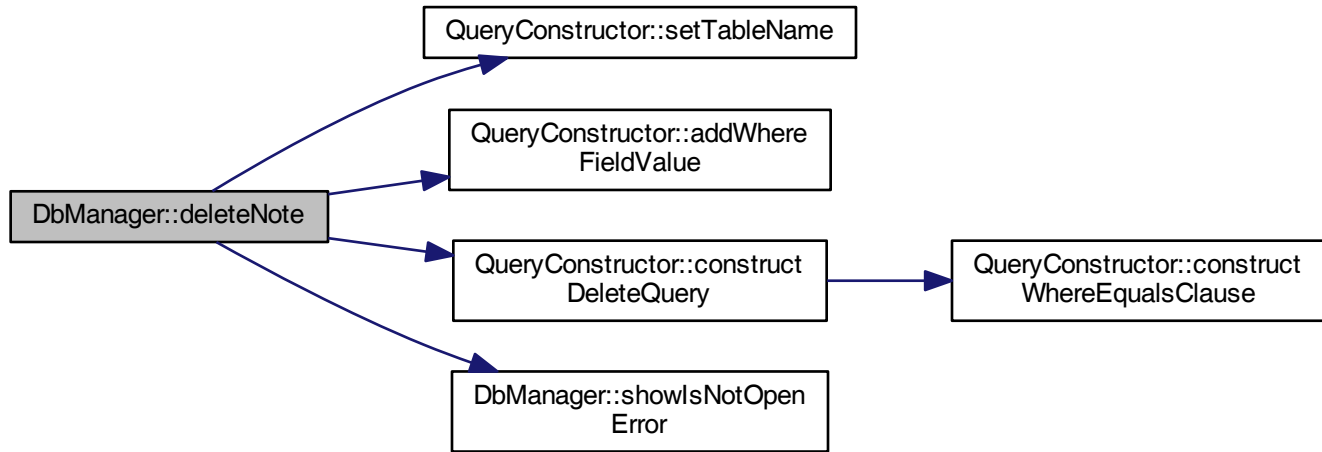 QueryConstructor::setTableName
QueryConstructor::addWhere
FieldValue
DbManager::deleteNote
QueryConstructor::construct
DeleteQuery
QueryConstructor::construct
WhereEqualsClause
DbManager::showIsNotOpen
Error